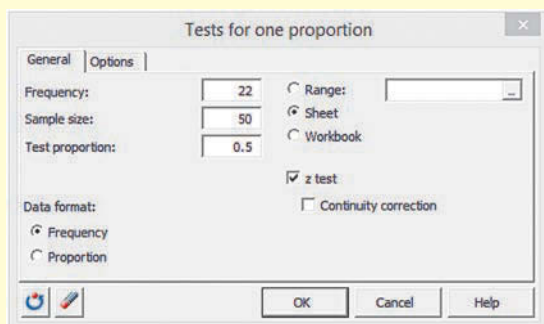 Tests for one proportion
General
Options
Frequency: 22
Sample size: 50
Test proportion: 0.5
Data format:
Frequency
Proportion
Range:
Sheet
Workbook
z test
Continuity correction
OK Cancel Help